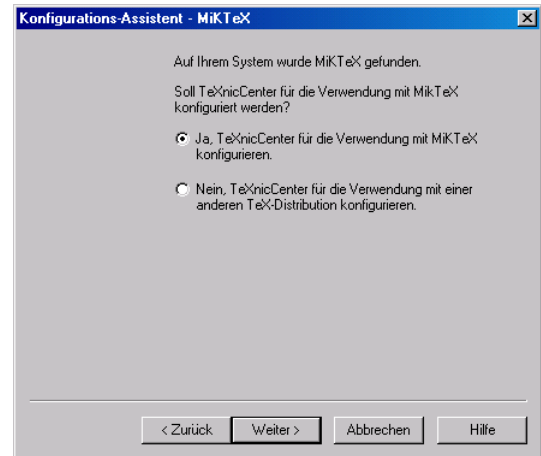 Konfigurations-Assistent - MiKTeX
Auf Ihrem System wurde MiKTeX gefunden.
Soll TeXnicCenter für die Verwendung mit MikTeX
konfiguriert werden?
Ja, TeXnicCenter für die Verwendung mit MiKTeX
konfigurieren.
Nein, TeXnicCenter für die Verwendung mit einer
anderen TeX-Distribution konfigurieren.
< Zurück
Weiter >
Abbrechen
Hilfe